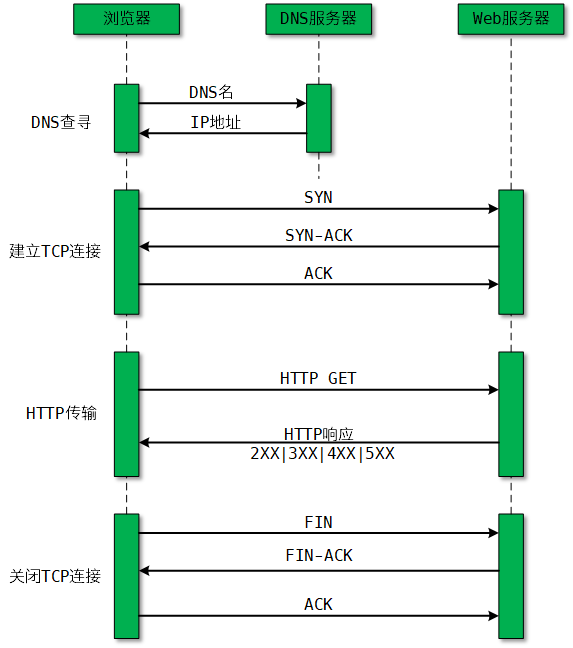 浏览器
DNS服务器
Web服务器
DNS查寻
DNS名
IP地址
建立TCP连接
SYN
SYN-ACK
ACK
HTTP传输
HTTP GET
HTTP响应
2XX|3XX|4XX|5XX
关闭TCP连接
FIN
FIN-ACK
ACK